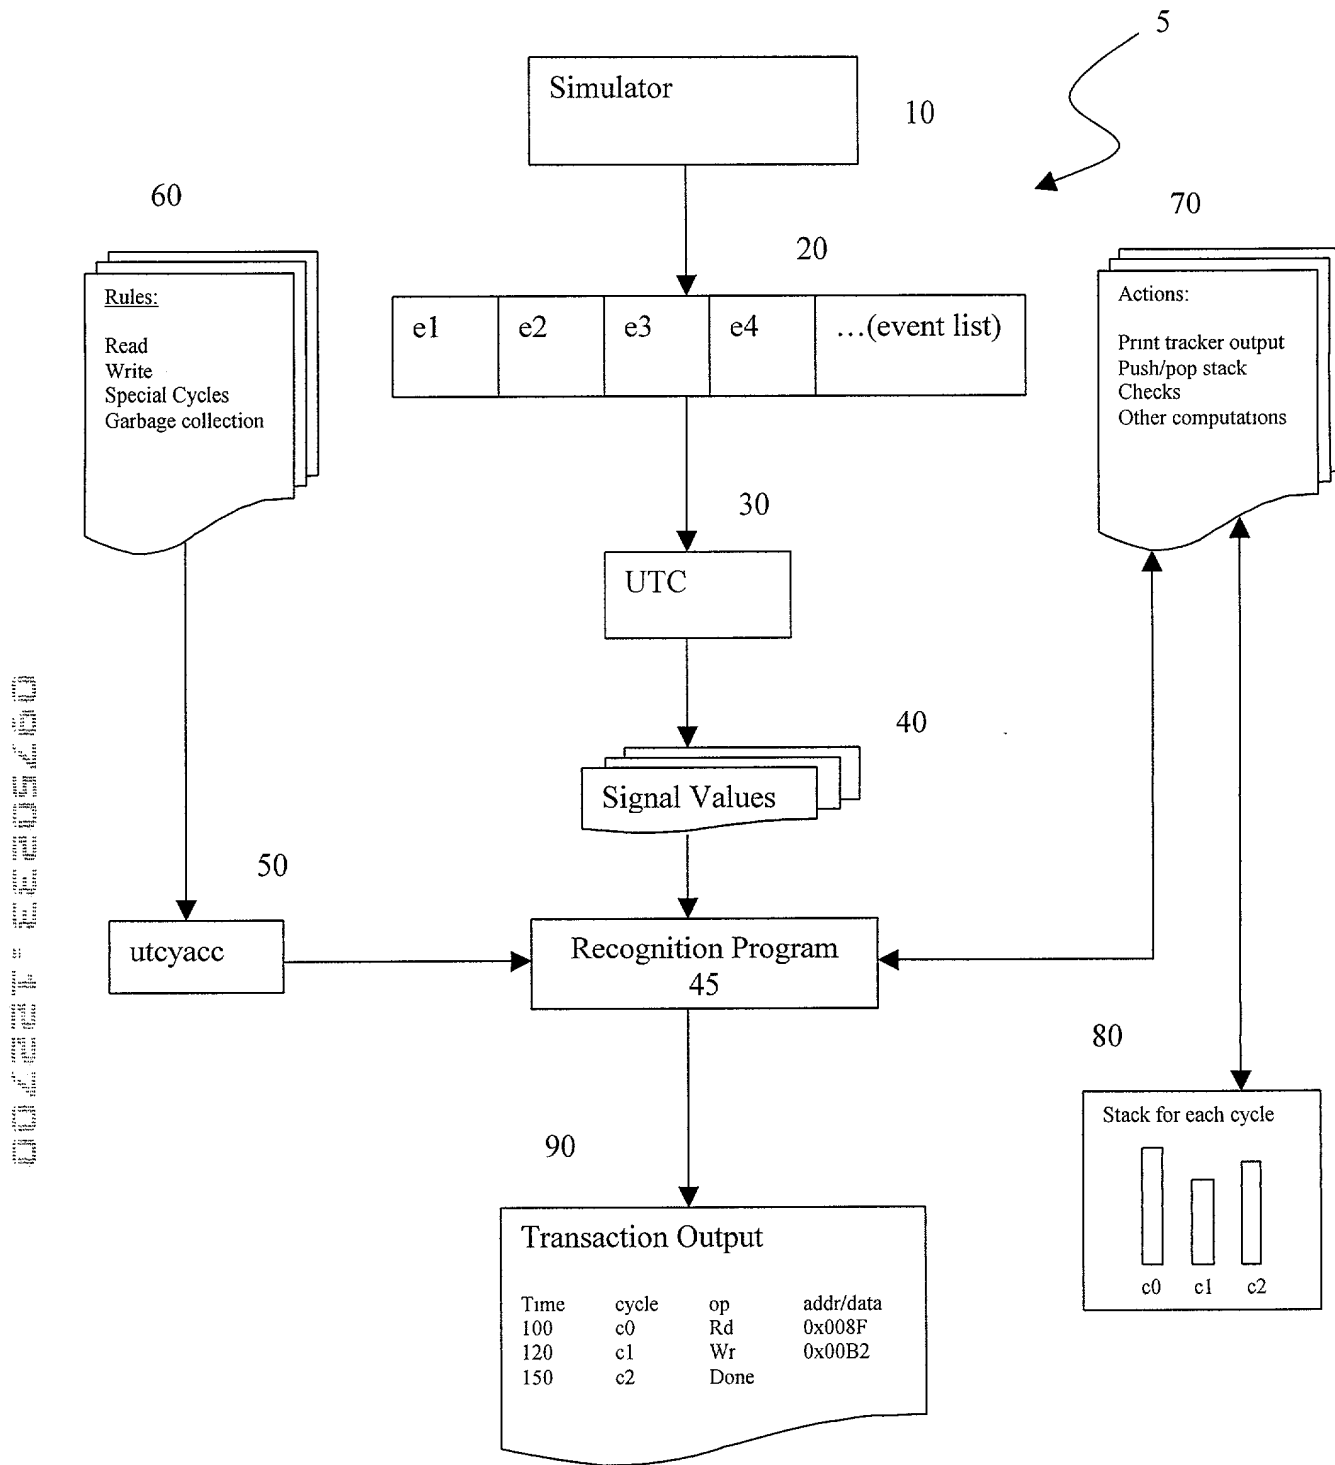 5
Simulator
10
60
70
20
Rules:
Read
Write
Special Cycles
Garbage collection
e1 e2 e3 e4 ...(event list)
Actions:
Print tracker output
Push/pop stack
Checks
Other computations
30
UTC
40
Signal Values
50
utcyacc
Recognition Program
45
80
Stack for each cycle
c0 c1 c2
90
Transaction Output
Time cycle op addr/data
100 c0 Rd 0x008F
120 c1 Wr 0x00B2
150 c2 Done